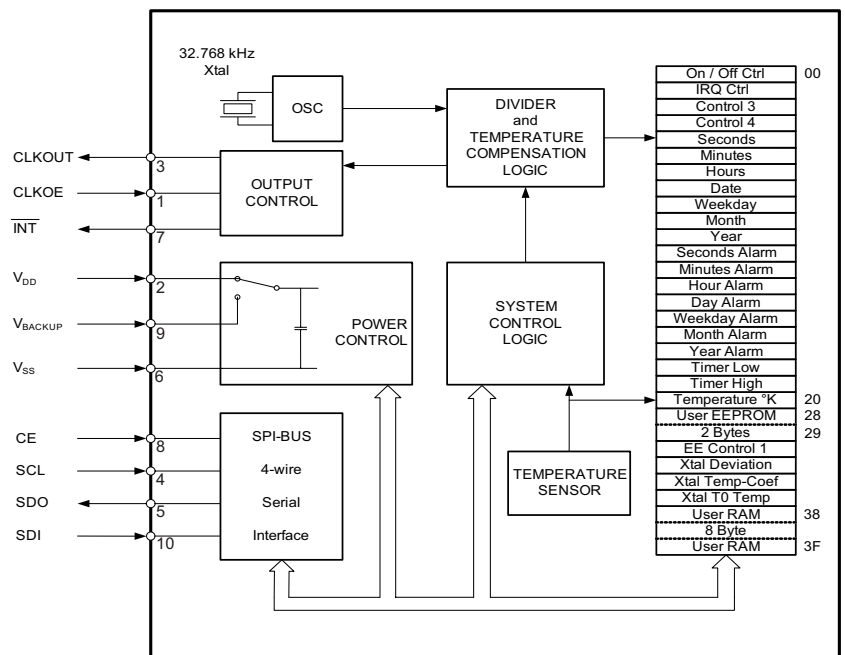 32.768 kHz
Xtal
OSC
DIVIDER
and
TEMPERATURE
COMPENSATION
LOGIC
CLKOUT
3
CLKOE
1
INT
7
OUTPUT
CONTROL
VDD
2
VBACKUP
9
VSS
6
POWER
CONTROL
SYSTEM
CONTROL
LOGIC
CE
8
SCL
4
SDO
5
SDI
10
SPI-BUS
4-wire
Serial
Interface
TEMPERATURE
SENSOR
On / Off Ctrl 00
IRQ Ctrl
Control 3
Control 4
Seconds
Minutes
Hours
Date
Weekday
Month
Year
Seconds Alarm
Minutes Alarm
Hour Alarm
Day Alarm
Weekday Alarm
Month Alarm
Year Alarm
Timer Low
Timer High
Temperature °K 20
User EEPROM 28
2 Bytes 29
EE Control 1
Xtal Deviation
Xtal Temp-Coef
Xtal T0 Temp
User RAM 38
8 Byte
User RAM 3F